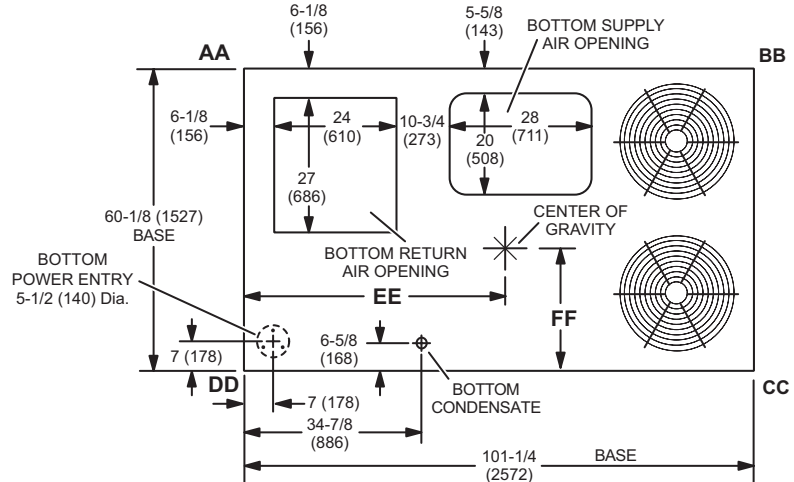 6-1/8
(156)
5-5/8
(143)
BOTTOM SUPPLY
AIR OPENING
AA
BB
6-1/8
(156)
24
(610)
10-3/4
(273)
28
(711)
20
(508)
27
(686)
60-1/8 (1527)
BASE
CENTER OF
GRAVITY
BOTTOM RETURN
AIR OPENING
BOTTOM
POWER ENTRY
5-1/2 (140) Dia.
EE
FF
7 (178)
6-5/8
(168)
DD
CC
7 (178)
BOTTOM
CONDENSATE
34-7/8
(886)
101-1/4
(2572)
BASE